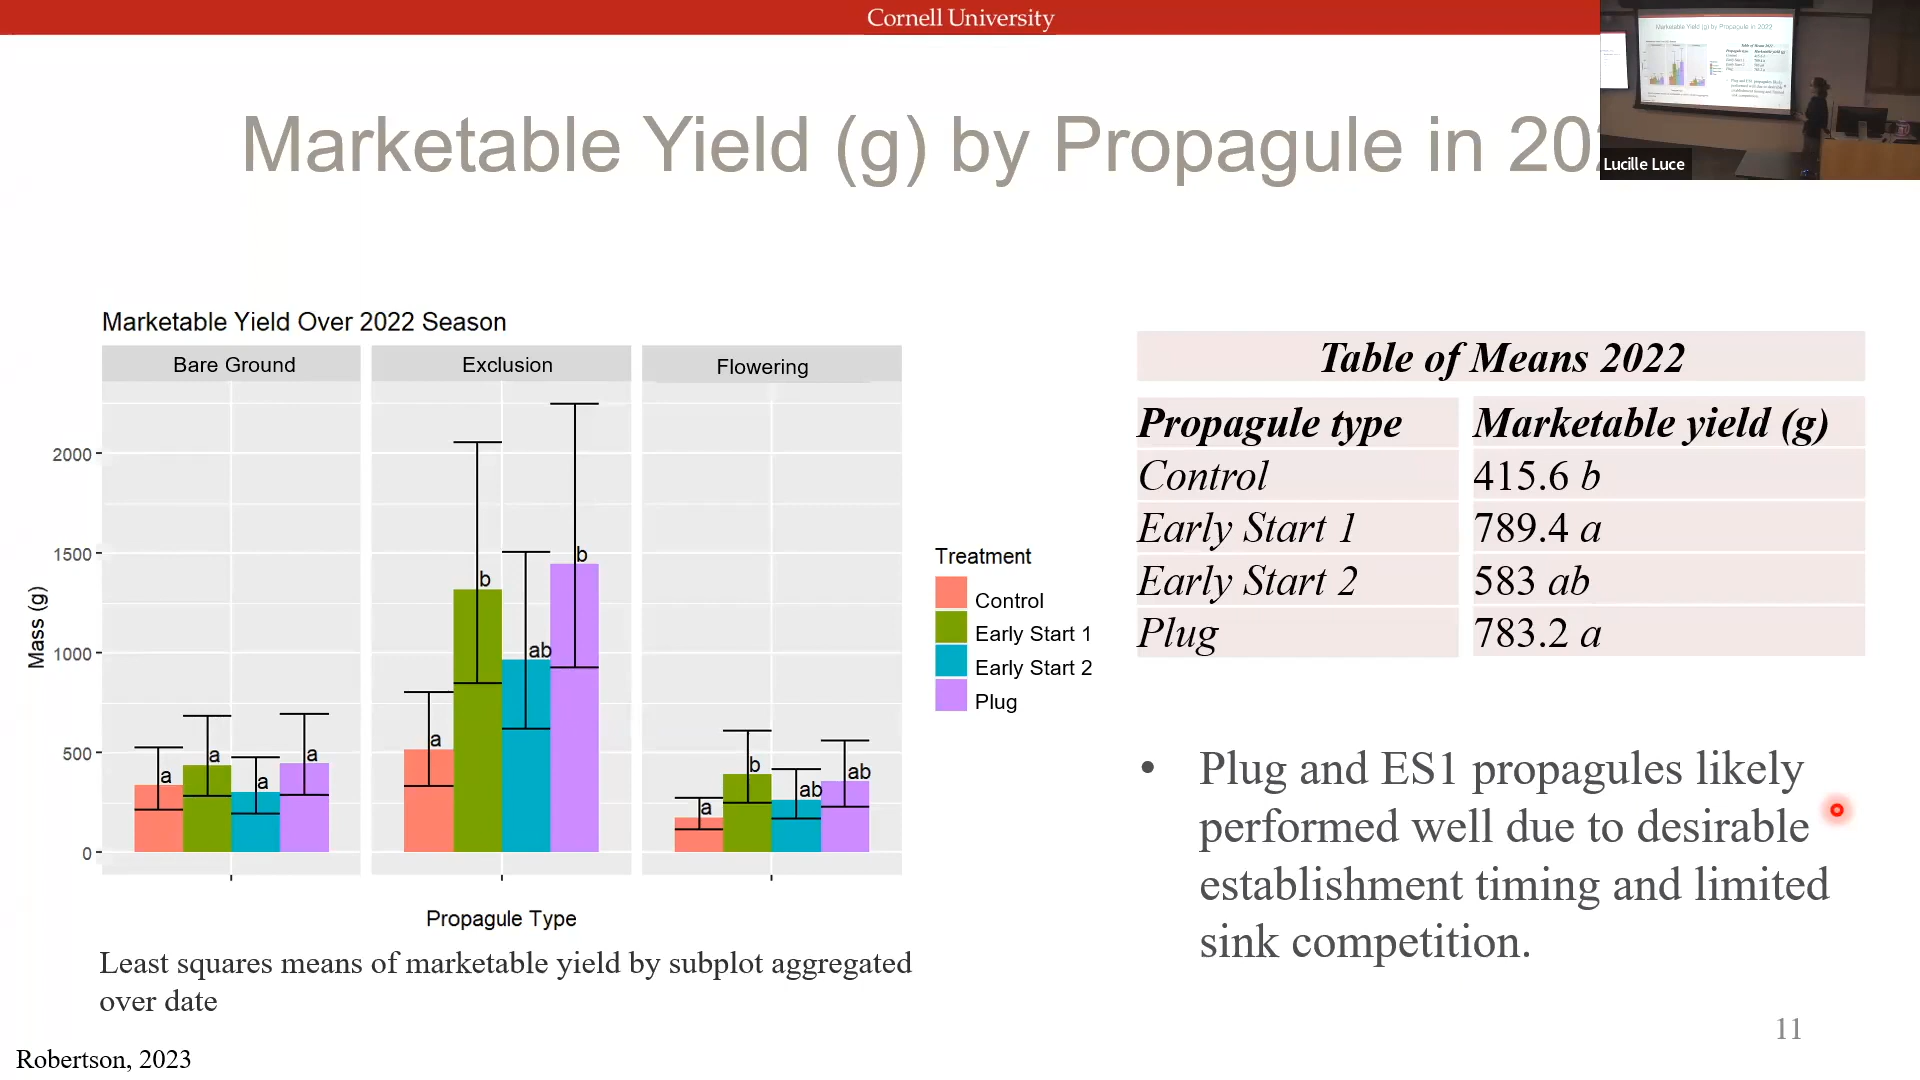 Cornell University
Marketable Yield (g) by Propagule in 20
Lucille Luce
Marketable Yield Over 2022 Season
Bare Ground
Exclusion
Flowering
Mass (g)
2000
1500
1000
500
0
a
a
a
a
a
b
ab
b
a
b
ab
ab
Propagule Type
Treatment
Control
Early Start 1
Early Start 2
Plug
Least squares means of marketable yield by subplot aggregated
over date
Table of Means 2022
Propagule type Marketable yield (g)
Control 415.6 b
Early Start 1 789.4 a
Early Start 2 583 ab
Plug 783.2 a
• Plug and ES1 propagules likely
performed well due to desirable
establishment timing and limited
sink competition.
11
Robertson, 2023